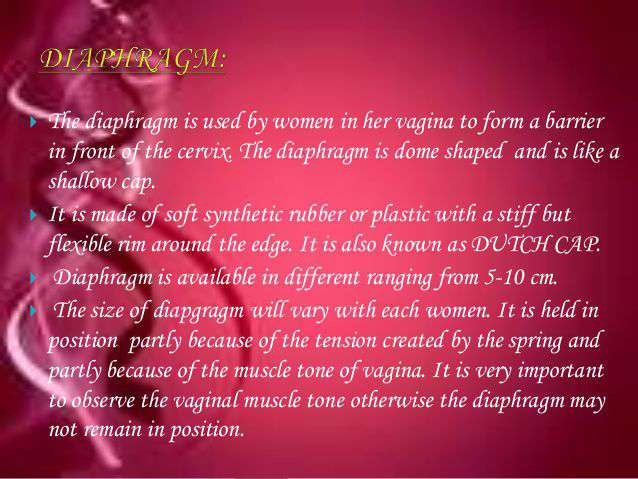 DIAPHRAGM:
The diaphragm is used by women in her vagina to form a barrier
in front of the cervix. The diaphragm is dome shaped and is like a
shallow cap.
It is made of soft synthetic rubber or plastic with a stiff but
flexible rim around the edge. It is also known as DUTCH CAP.
Diaphragm is available in different ranging from 5-10 cm.
The size of diapgragm will vary with each women. It is held in
position partly because of the tension created by the spring and
partly because of the muscle tone of vagina. It is very important
to observe the vaginal muscle tone otherwise the diaphragm may
not remain in position.